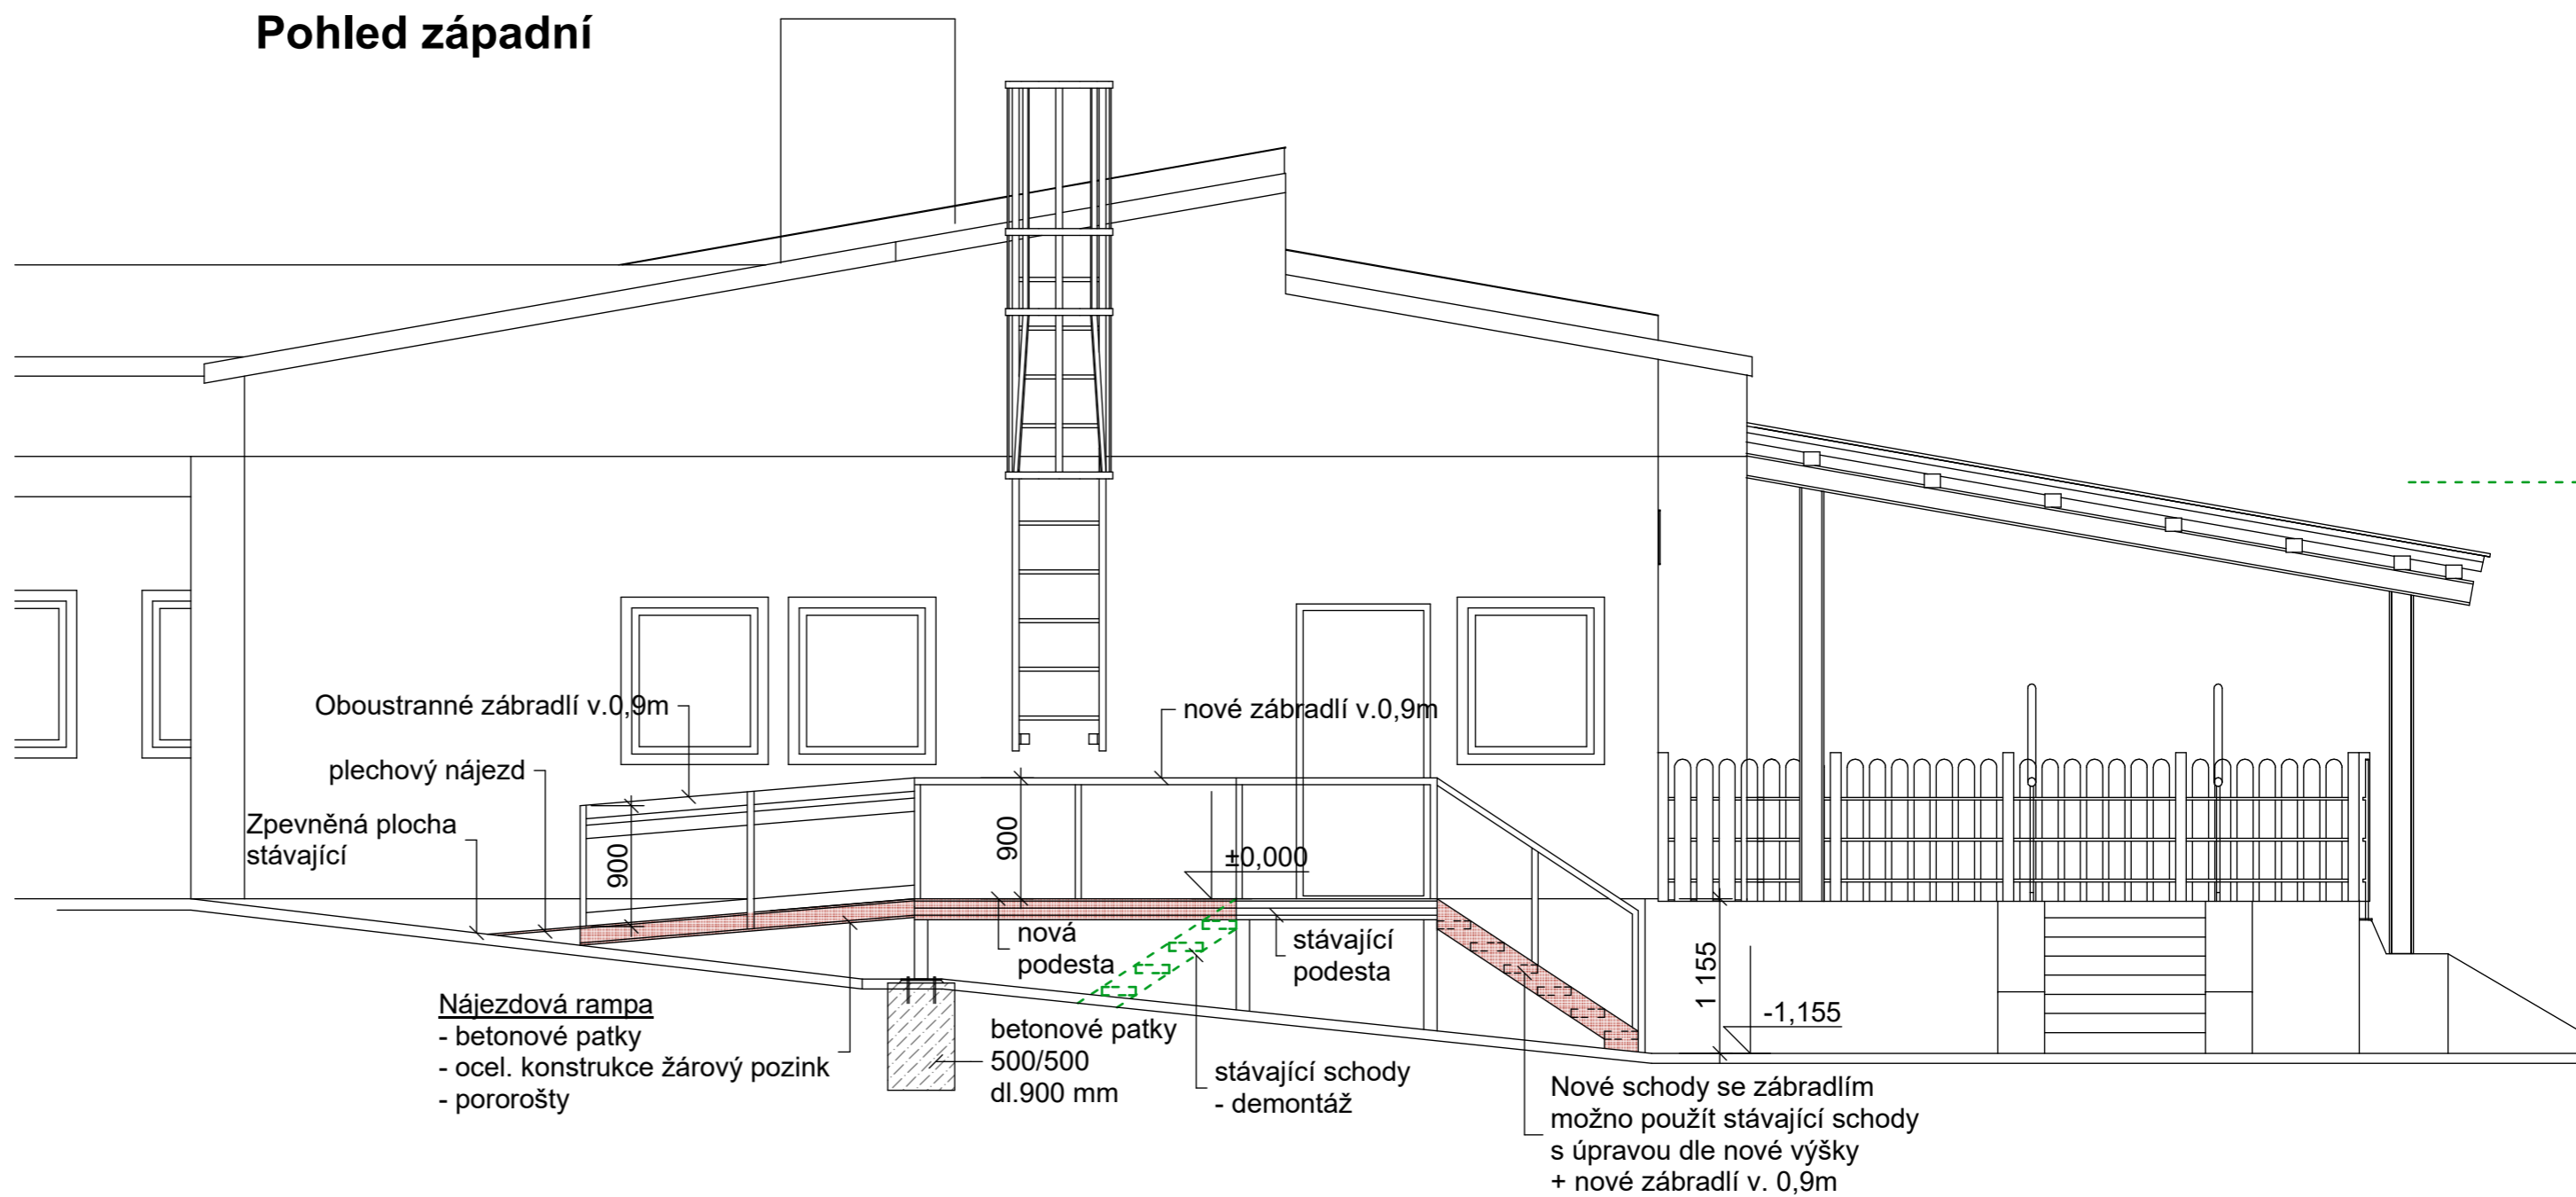 Pohled západní
Oboustranné zábradlí v.0,9m
nové zábradlí v.0,9m
plechový nájezd
Zpevněná plocha
stávající
900
900
±0,000
nová
podesta
stávající
podesta
1 155
-1,155
Nájezdová rampa
- betonové patky
- ocel. konstrukce žárový pozink
- pororošty
betonové patky
500/500
dl.900 mm
stávající schody
- demontáž
Nové schody se zábradlím
možno použít stávající schody
s úpravou dle nové výšky
+ nové zábradlí v. 0,9m